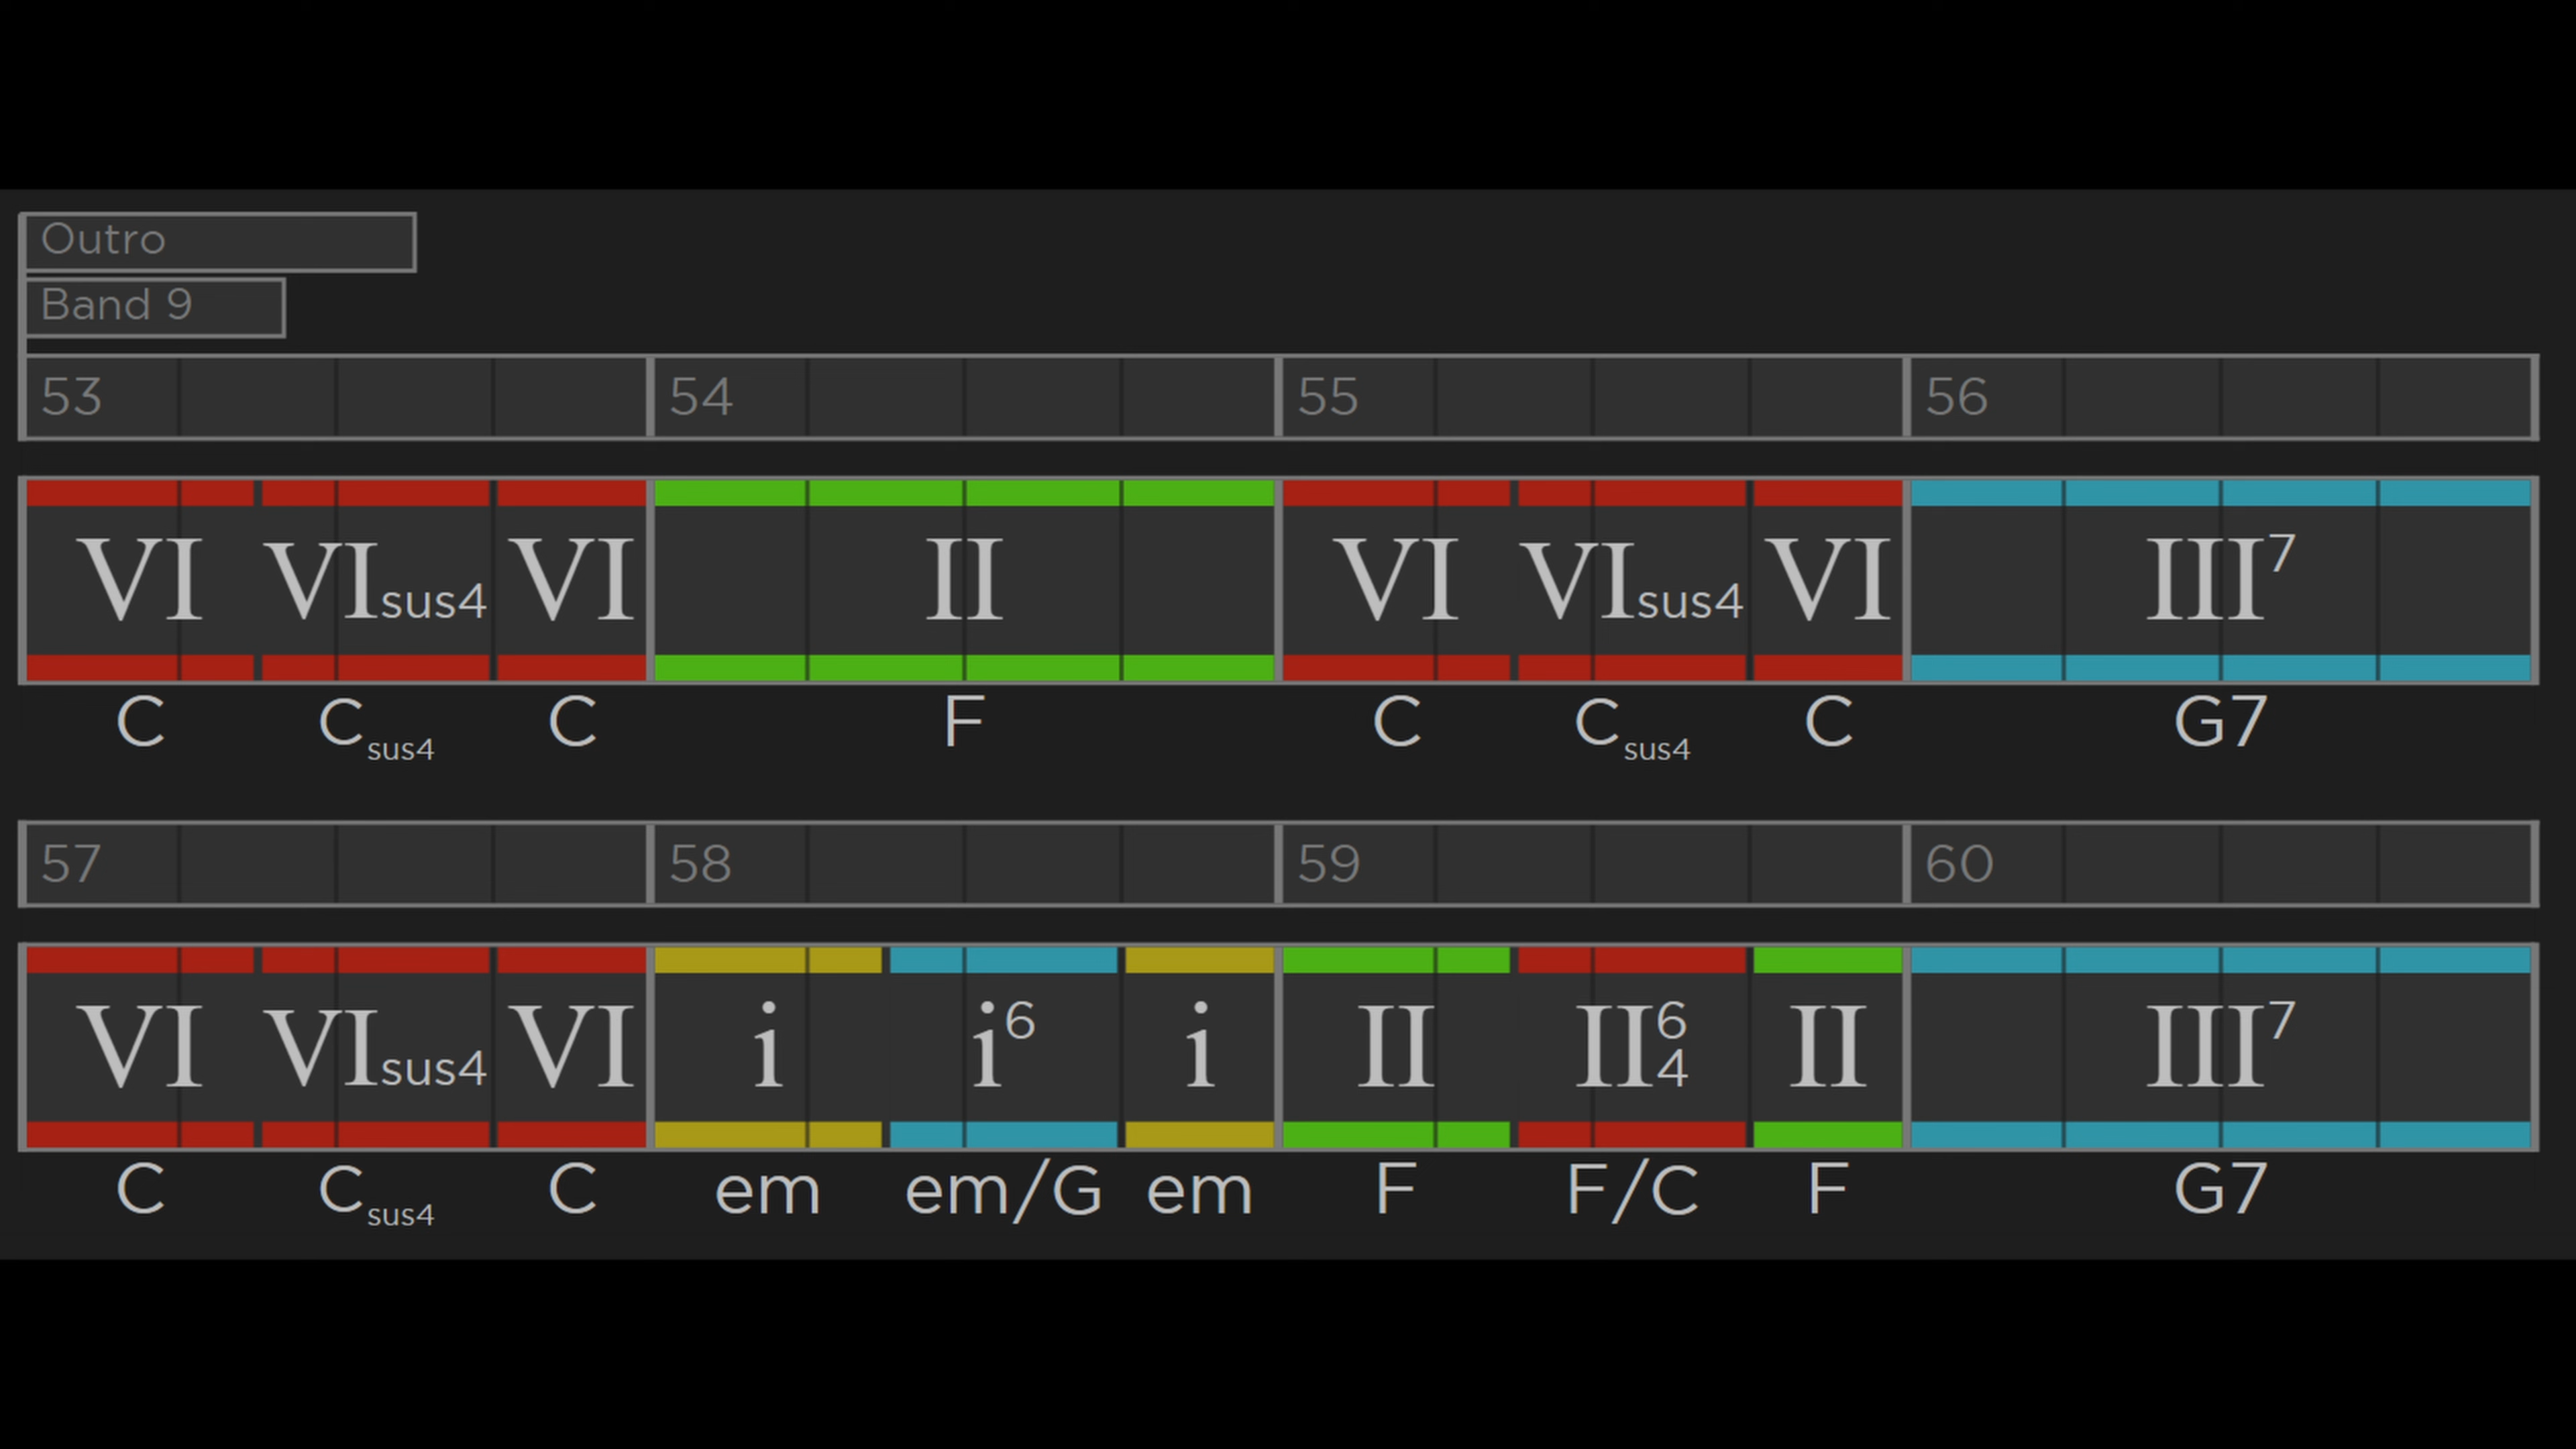 Outro
Band 9
53 54 55 56
VI VIsus4 VI II VI VIsus4 VI III7
C Csus4 C F C Csus4 C G7
57 58 59 60
VI VIsus4 VI i i6 i II II64 II III7
C Csus4 C em em/G em F F/C F G7